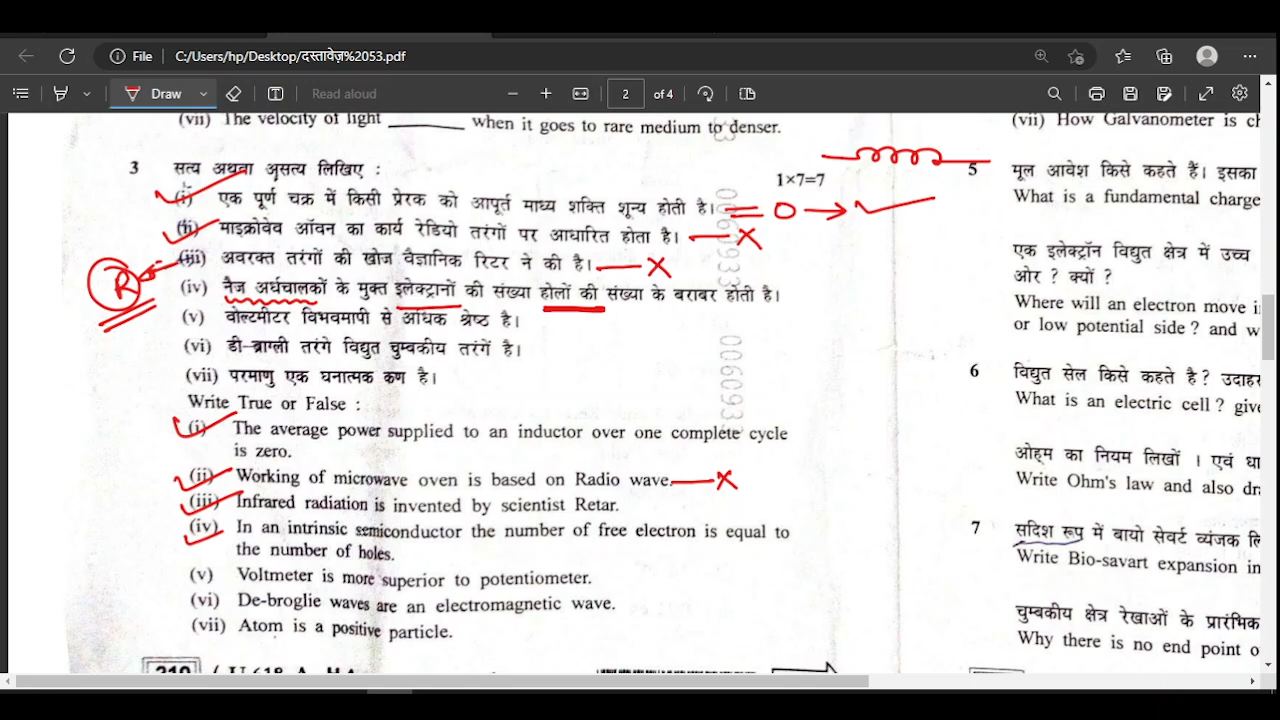 File C:/Users/hp/Desktop/दस्तावेज़%2053.pdf
Draw Read aloud 2 of 4
(vii) The velocity of light ________ when it goes to rare medium to denser.
3 सत्य अथवा असत्य लिखिए :
1×7=7
(i) एक पूर्ण चक्र में किसी प्रेरक को आपूर्त माध्य शक्ति शून्य होती है। = 0 → ✓
(ii) माइक्रोवेव ऑवन का कार्य रेडियो तरंगों पर आधारित होता है। — X
(iii) अवरक्त तरंगों की खोज वैज्ञानिक रिटर ने की है। — X
R
(iv) नैज अर्धचालकों के मुक्त इलेक्ट्रानों की संख्या होलों की संख्या के बराबर होती है।
(v) वोल्टमीटर विभवमापी से अधिक श्रेष्ठ है।
(vi) डी-ब्राग्ली तरंगे विद्युत चुम्बकीय तरंगें है।
(vii) परमाणु एक घनात्मक कण है।
Write True or False :
(i) The average power supplied to an inductor over one complete cycle
is zero.
(ii) Working of microwave oven is based on Radio wave. — X
(iii) Infrared radiation is invented by scientist Retar.
(iv) In an intrinsic semiconductor the number of free electron is equal to
the number of holes.
(v) Voltmeter is more superior to potentiometer.
(vi) De-broglie waves are an electromagnetic wave.
(vii) Atom is a positive particle.
(vii) How Galvanometer is
5 मूल आवेश किसे कहते हैं। इसका
What is a fundamental charge
एक इलेक्ट्रॉन विद्युत क्षेत्र में उच्च
ओर ? क्यों ?
Where will an electron move
or low potential side ? and
6 विद्युत सेल किसे कहते है ?
What is an electric cell ?
ओह्म का नियम लिखों । एवं
Write Ohm's law and also
7 सदिश रूप में बायो सेवर्ट व्यंजक
Write Bio-savart expansion in
चुम्बकीय क्षेत्र रेखाओं के
Why there is no end point